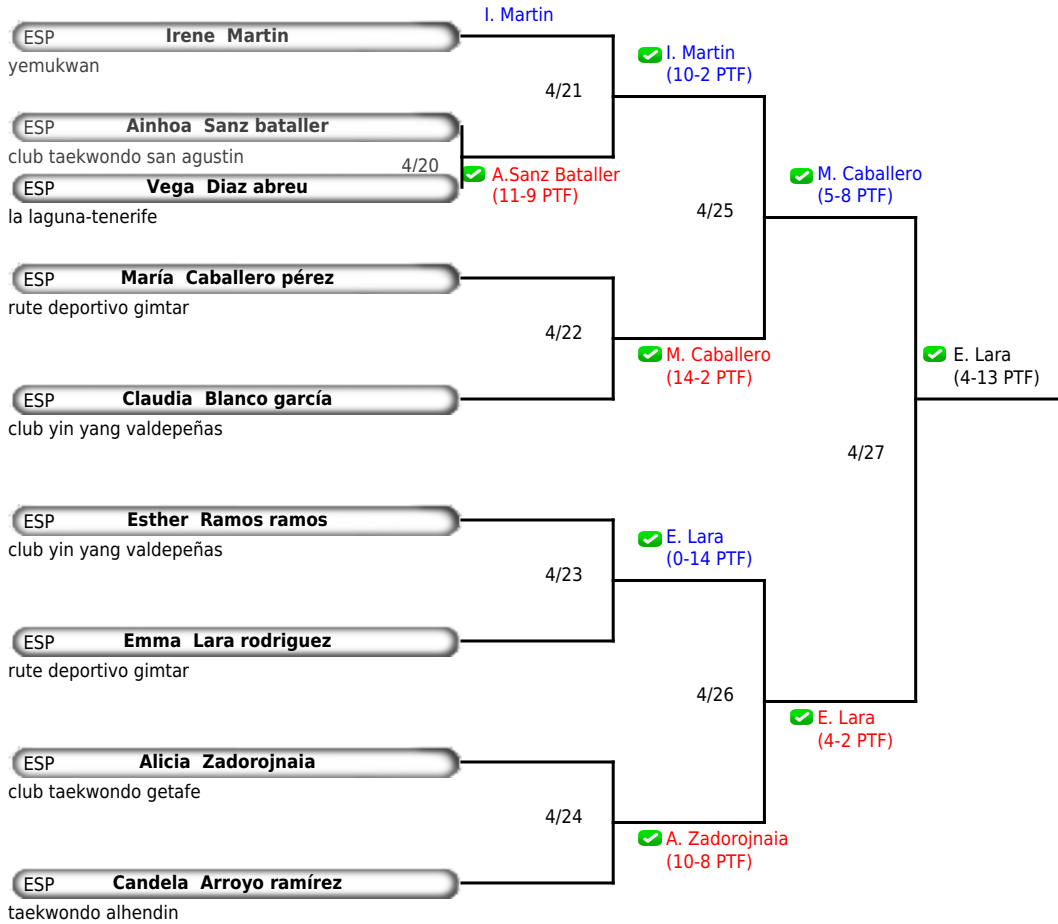 I. Martin
ESP Irene Martin
yemukwan
I. Martin
(10-2 PTF)
4/21
ESP Ainhoa Sanz bataller
club taekwondo san agustin
4/20
A.Sanz Bataller
(11-9 PTF)
ESP Vega Diaz abreu
la laguna-tenerife
M. Caballero
(5-8 PTF)
4/25
ESP María Caballero pérez
rute deportivo gimtar
4/22
M. Caballero
(14-2 PTF)
E. Lara
(4-13 PTF)
ESP Claudia Blanco garcía
club yin yang valdepeñas
4/27
ESP Esther Ramos ramos
club yin yang valdepeñas
E. Lara
(0-14 PTF)
4/23
ESP Emma Lara rodriguez
rute deportivo gimtar
4/26
E. Lara
(4-2 PTF)
ESP Alicia Zadorojnaia
club taekwondo getafe
4/24
A. Zadorojnaia
(10-8 PTF)
ESP Candela Arroyo ramírez
taekwondo alhendin